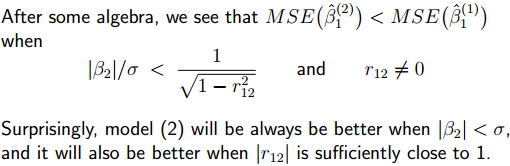 After some algebra, we see that MSE(β̂₁⁽²⁾) < MSE(β̂₁⁽¹⁾)
when
|β₂|/σ < 1/√(1 − r₁₂²) and r₁₂ ≠ 0
Surprisingly, model (2) will be always be better when |β₂| < σ,
and it will also be better when |r₁₂| is sufficiently close to 1.